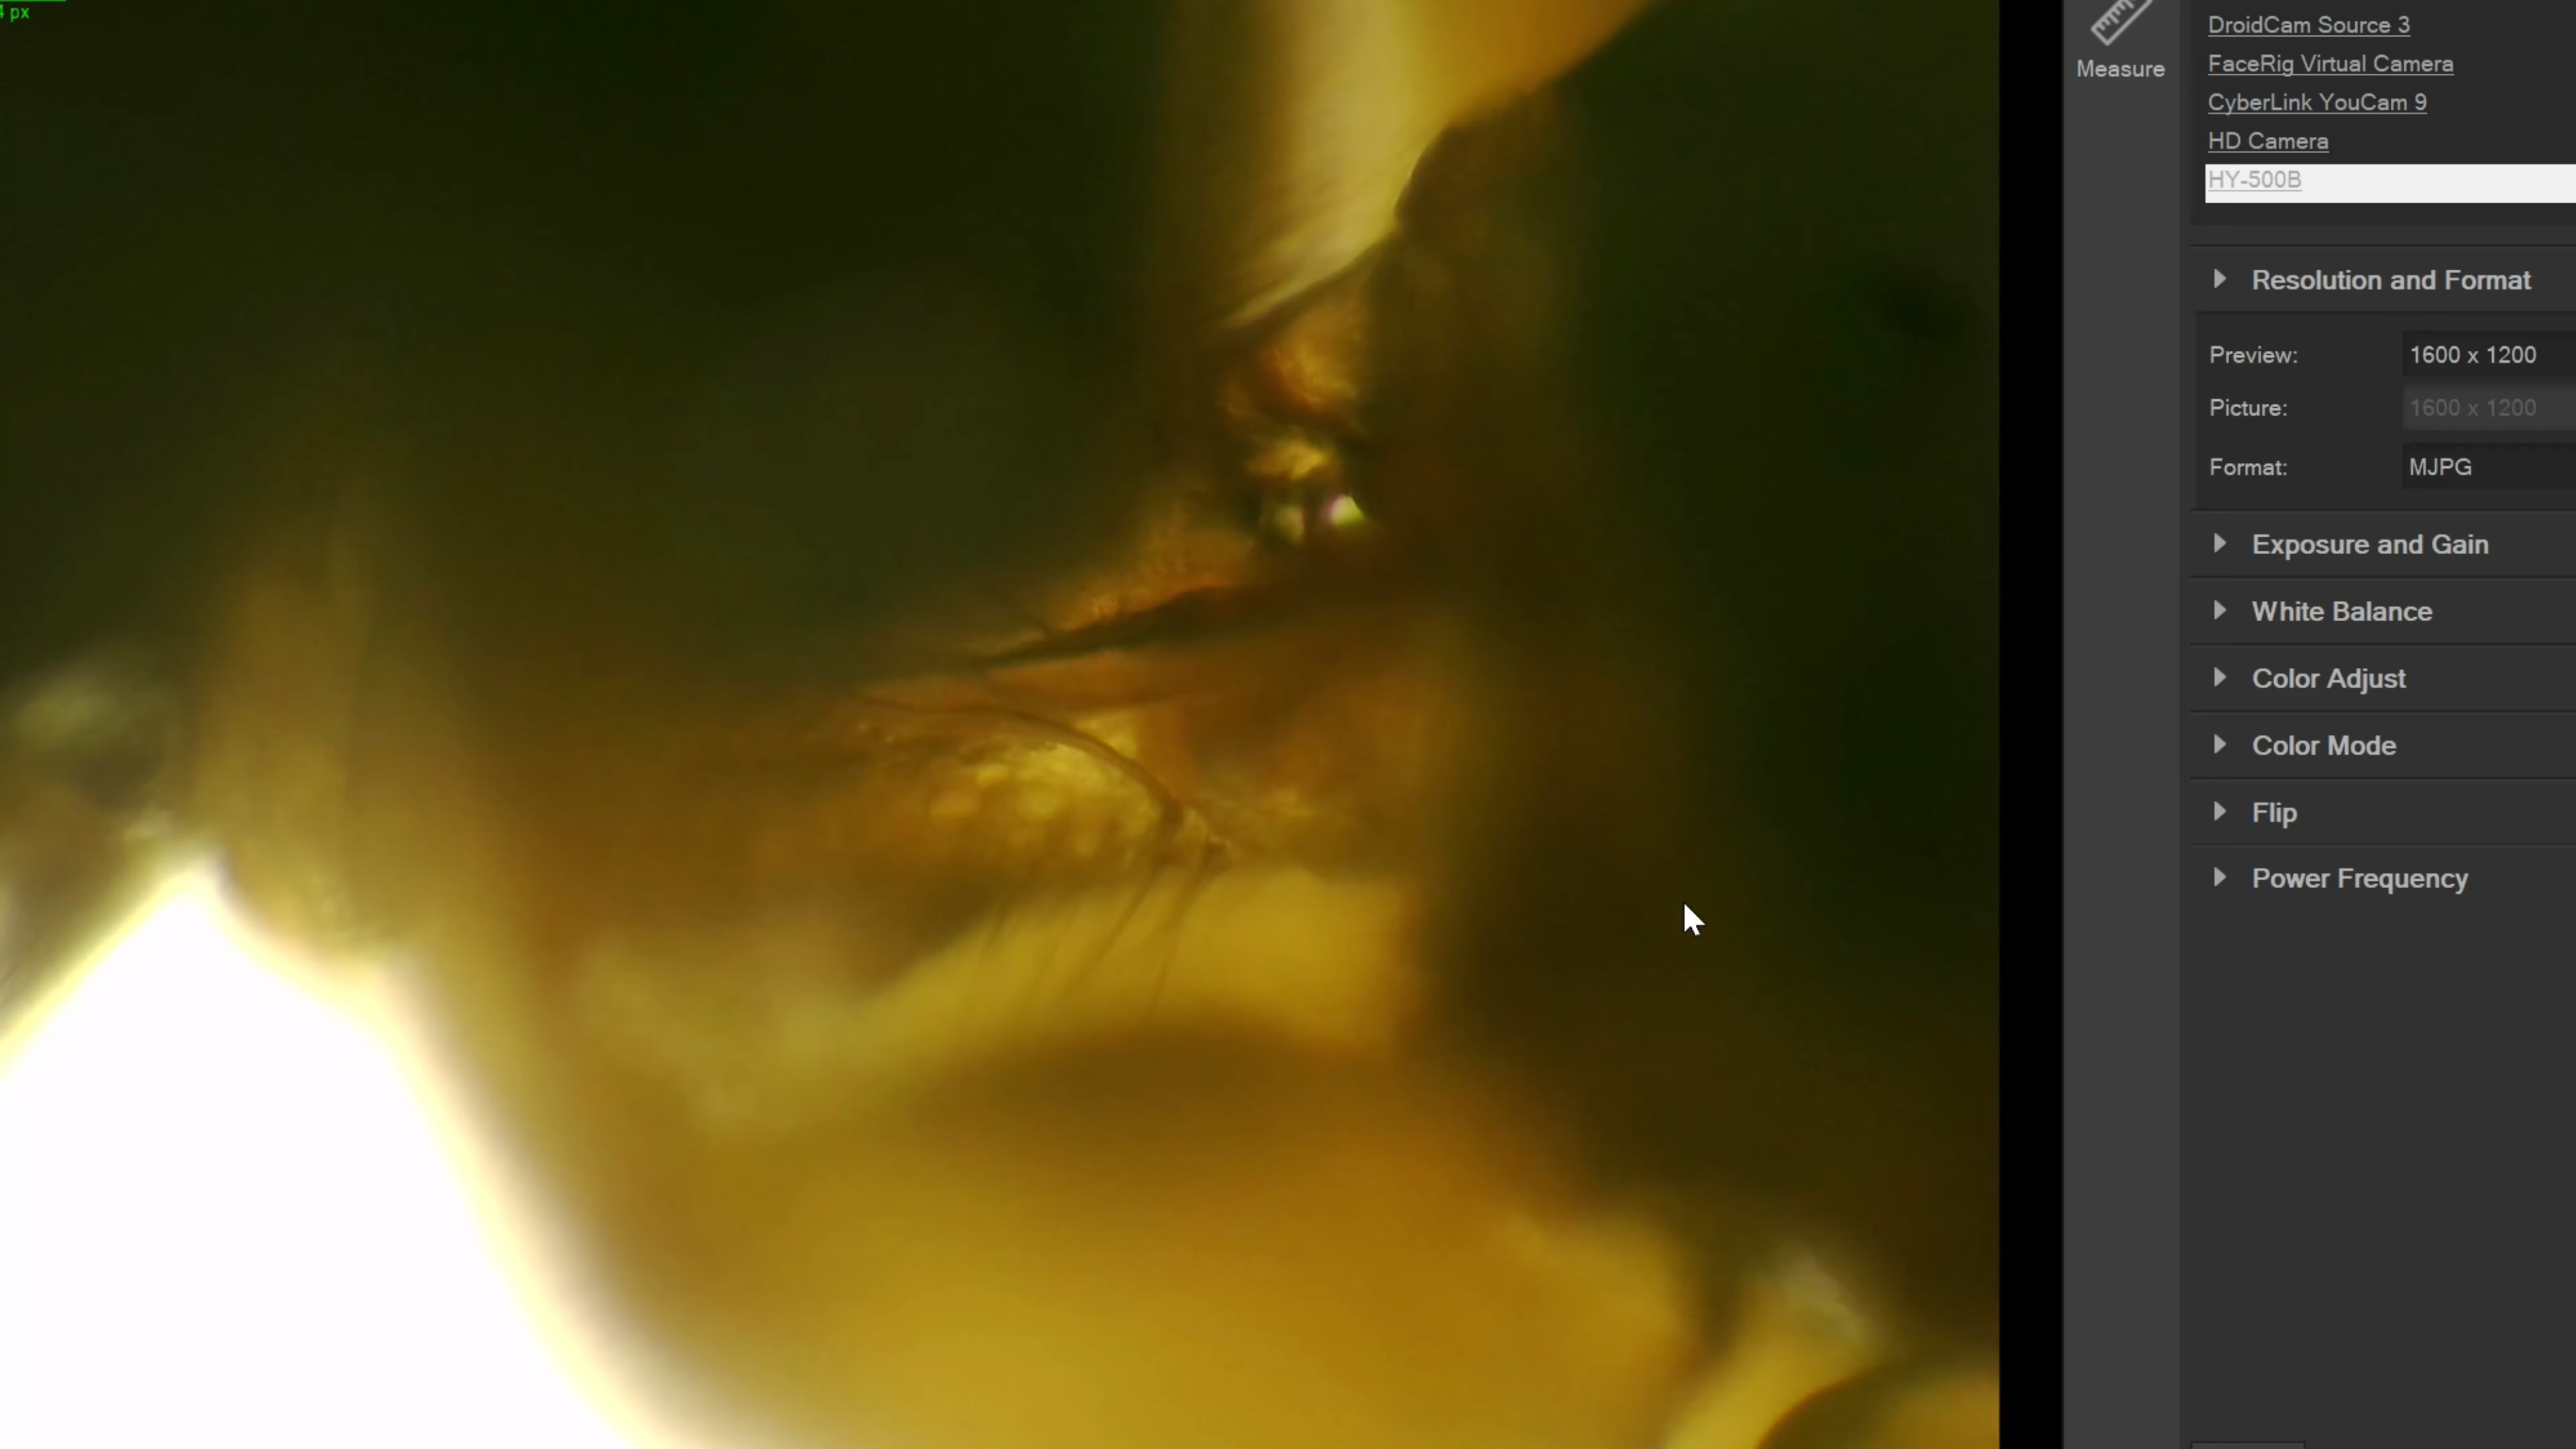 4 px
DroidCam Source 3
Measure
FaceRig Virtual Camera
CyberLink YouCam 9
HD Camera
HY-500B
Resolution and Format
Preview: 1600 x 1200
Picture: 1600 x 1200
Format: MJPG
Exposure and Gain
White Balance
Color Adjust
Color Mode
Flip
Power Frequency